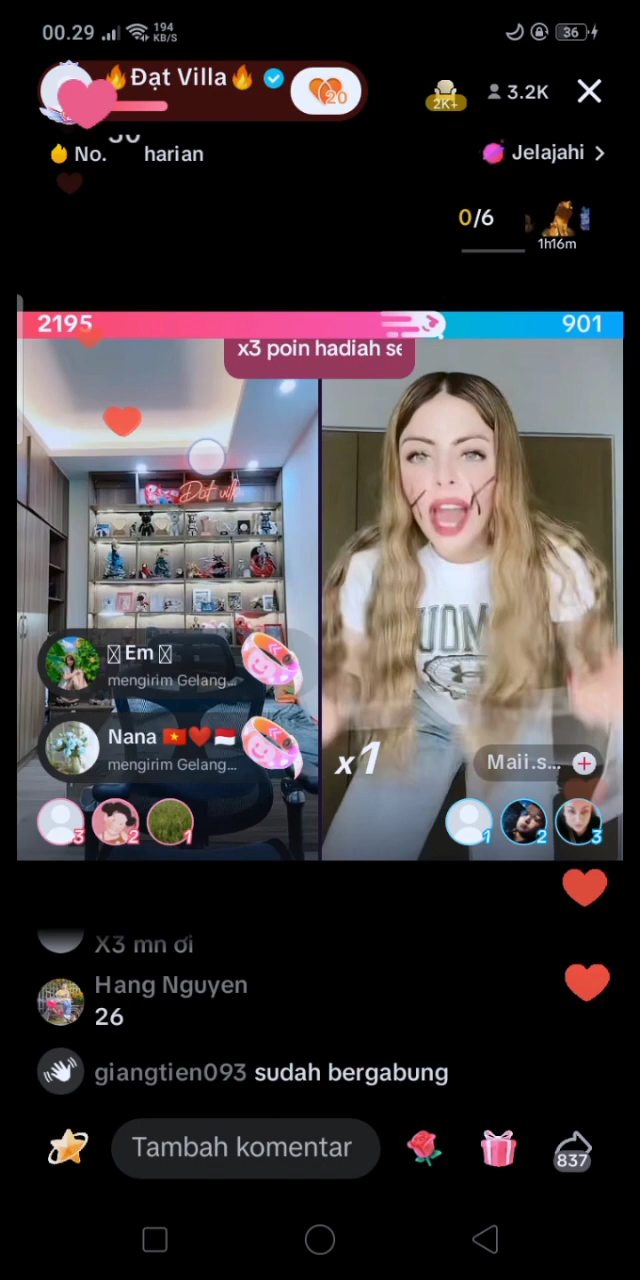 00.29 194 KB/S 36
🔥Đạt Villa🔥 20 2K+ 3.2K
No. harian Jelajahi
0/6
1h16m
2195 901
x3 poin hadiah se
Dat vill
Em
mengirim Gelang...
Nana 🇻🇳❤️🇮🇩
mengirim Gelang...
x1 Maii.s...
3 2 1 1 2 3
X3 mn ơi
Hang Nguyen
26
giangtien093 sudah bergabung
Tambah komentar 837